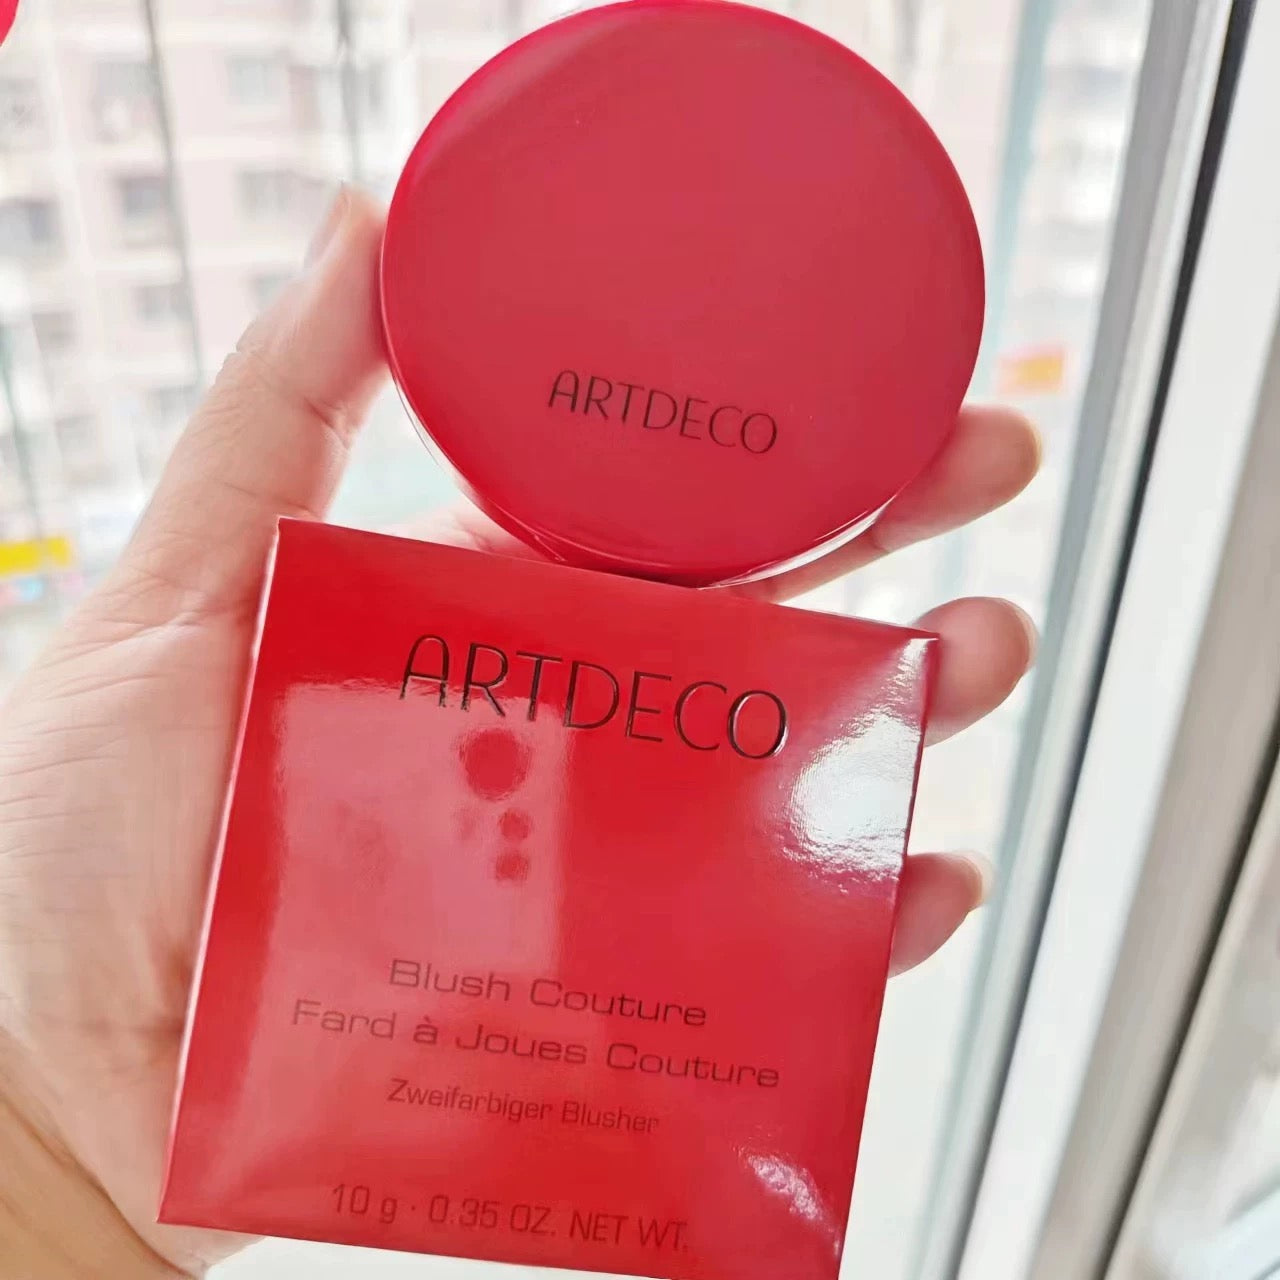 ARTDECO
ARTDECO
Blush Couture
Fard à Joues Couture
Zweifarbiger Blusher
10 g · 0.35 OZ. NET WT.